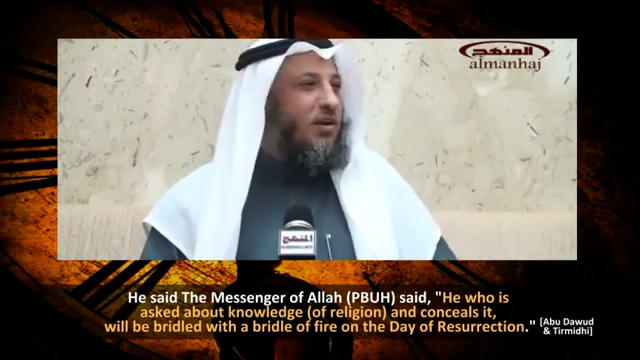 المنهج
almanhaj
المنهج
He said The Messenger of Allah (PBUH) said, "He who is
asked about knowledge (of religion) and conceals it,
will be bridled with a bridle of fire on the Day of Resurrection." [Abu Dawud
& Tirmidhi]